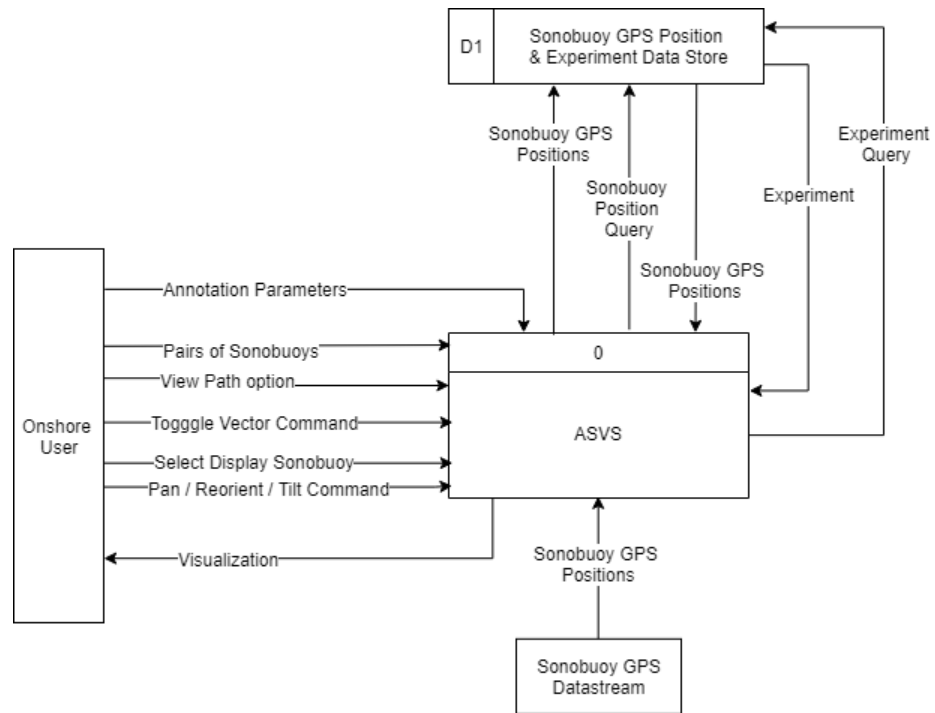 D1
Sonobuoy GPS Position
& Experiment Data Store
Sonobuoy GPS
Positions
Sonobuoy
Position
Query
Sonobuoy GPS
Positions
Experiment
Experiment
Query
Onshore
User
Annotation Parameters
Pairs of Sonobuoys
View Path option
Togggle Vector Command
Select Display Sonobuoy
Pan / Reorient / Tilt Command
Visualization
0
ASVS
Sonobuoy GPS
Positions
Sonobuoy GPS
Datastream